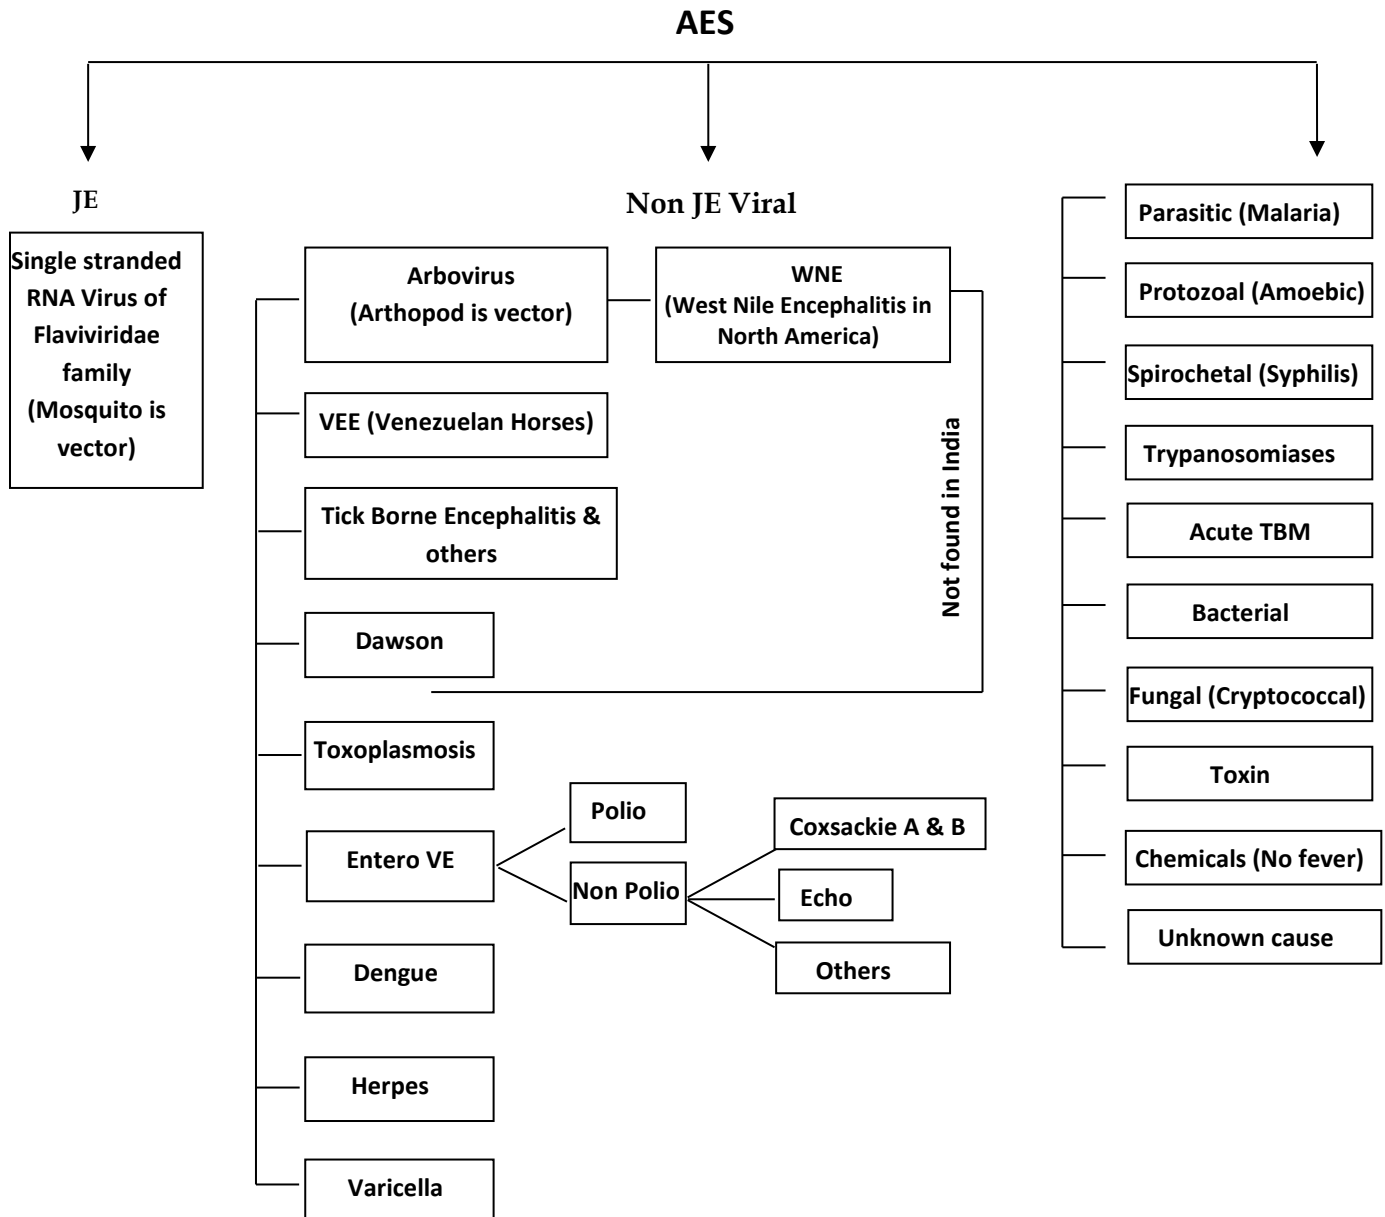 AES
JE
Single stranded
RNA Virus of
Flaviviridae
family
(Mosquito is
vector)
Non JE Viral
Arbovirus
(Arthopod is vector)
WNE
(West Nile Encephalitis in
North America)
Not found in India
VEE (Venezuelan Horses)
Tick Borne Encephalitis &
others
Dawson
Toxoplasmosis
Entero VE
Polio
Non Polio
Coxsackie A & B
Echo
Others
Dengue
Herpes
Varicella
Parasitic (Malaria)
Protozoal (Amoebic)
Spirochetal (Syphilis)
Trypanosomiases
Acute TBM
Bacterial
Fungal (Cryptococcal)
Toxin
Chemicals (No fever)
Unknown cause